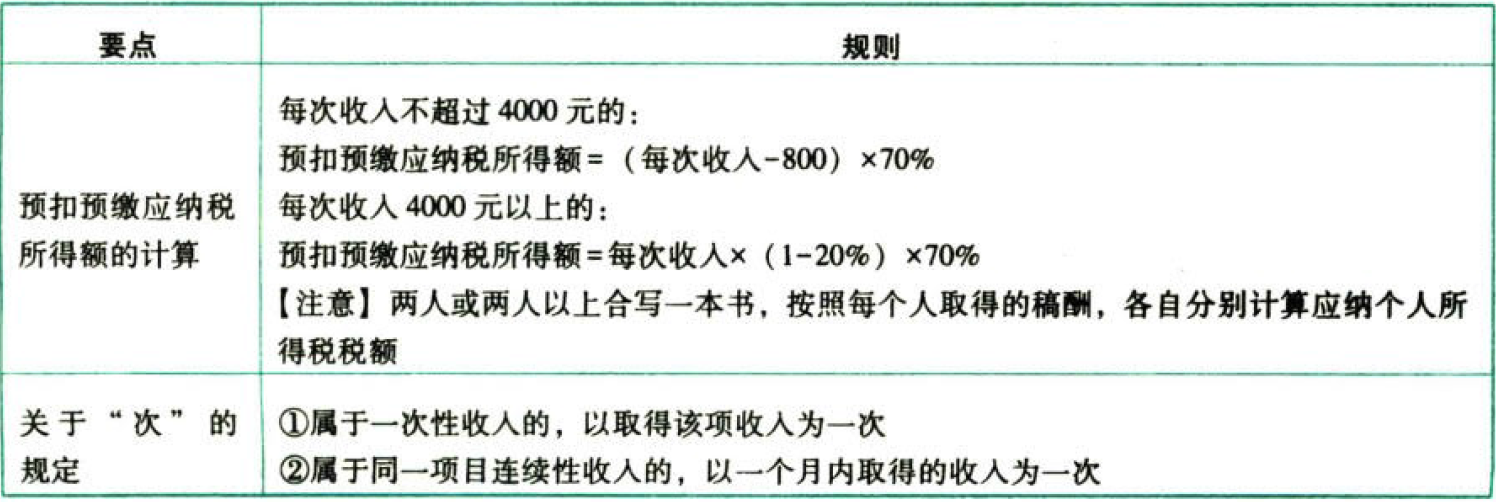 要点
规则
预扣预缴应纳税
所得额的计算
每次收入不超过 4000 元的：
预扣预缴应纳税所得额=（每次收入-800）×70%
每次收入 4000 元以上的：
预扣预缴应纳税所得额=每次收入×（1-20%）×70%
【注意】两人或两人以上合写一本书，按照每个人取得的稿酬，各自分别计算应纳个人所
得税税额
关于“次”的
规定
①属于一次性收入的，以取得该项收入为一次
②属于同一项目连续性收入的，以一个月内取得的收入为一次